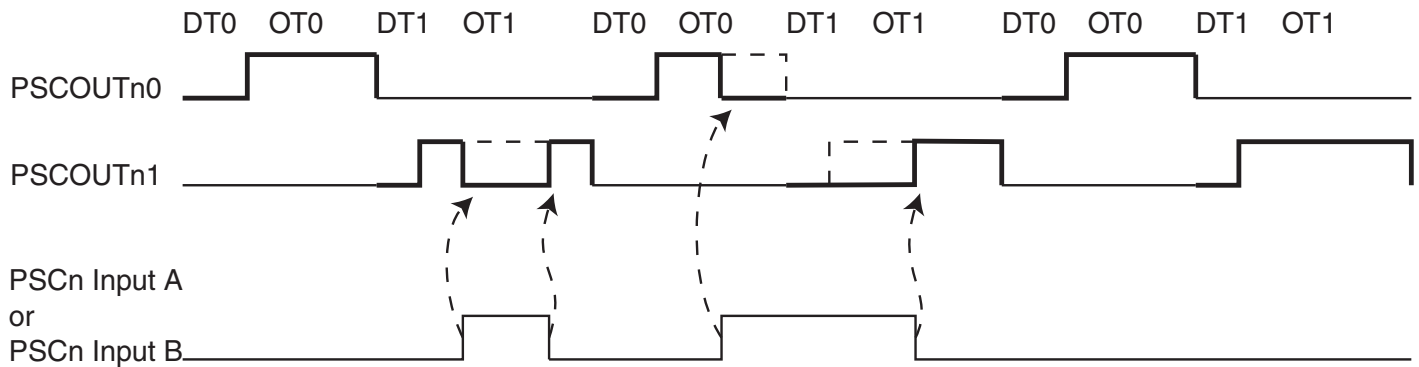 DT0 OT0 DT1 OT1 DT0 OT0 DT1 OT1 DT0 OT0 DT1 OT1
PSCOUTn0
PSCOUTn1
PSCn Input A
or
PSCn Input B